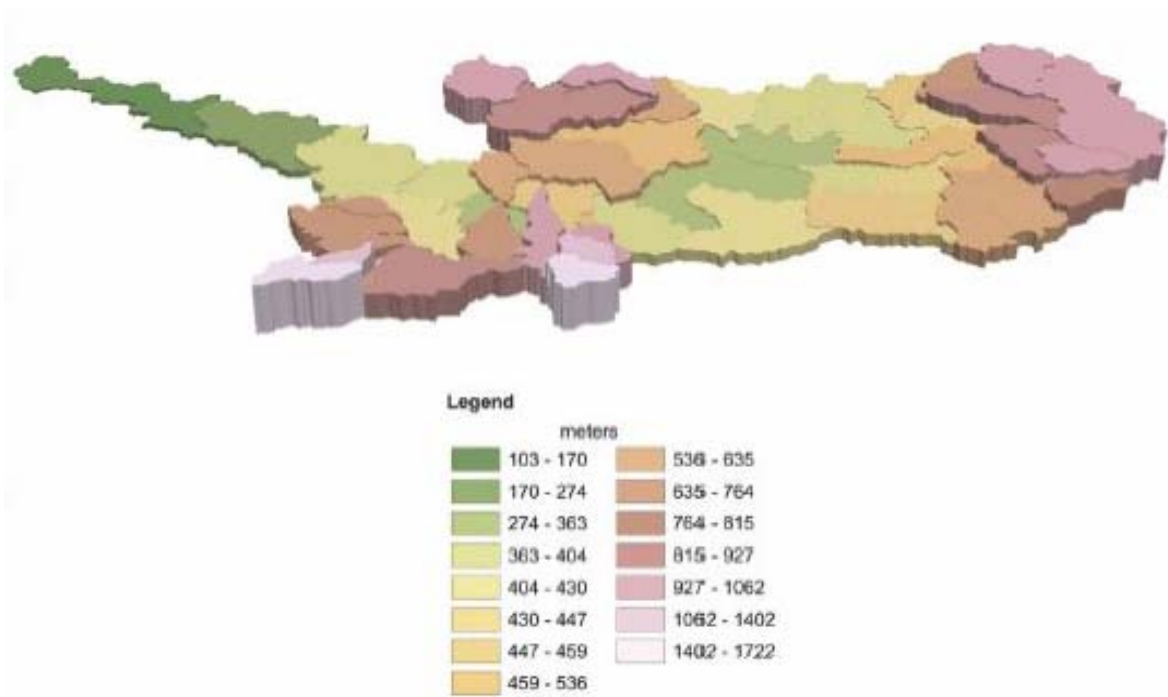 Legend
meters
103 - 170
170 - 274
274 - 363
363 - 404
404 - 430
430 - 447
447 - 459
459 - 536
536 - 635
635 - 764
764 - 815
815 - 927
927 - 1062
1062 - 1402
1402 - 1722